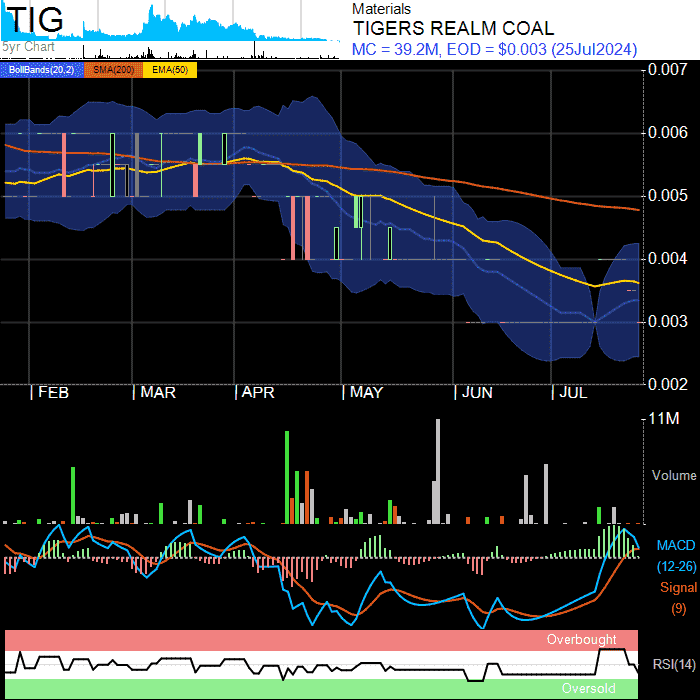 TIG
5yr Chart
Materials
TIGERS REALM COAL
MC = 39.2M, EOD = $0.003 (25Jul2024)
BollBands(20,2) SMA(200) EMA(50)
0.007
0.006
0.005
0.004
0.003
0.002
FEB MAR APR MAY JUN JUL
11M
Volume
MACD
(12-26)
Signal
(9)
Overbought
RSI(14)
Oversold